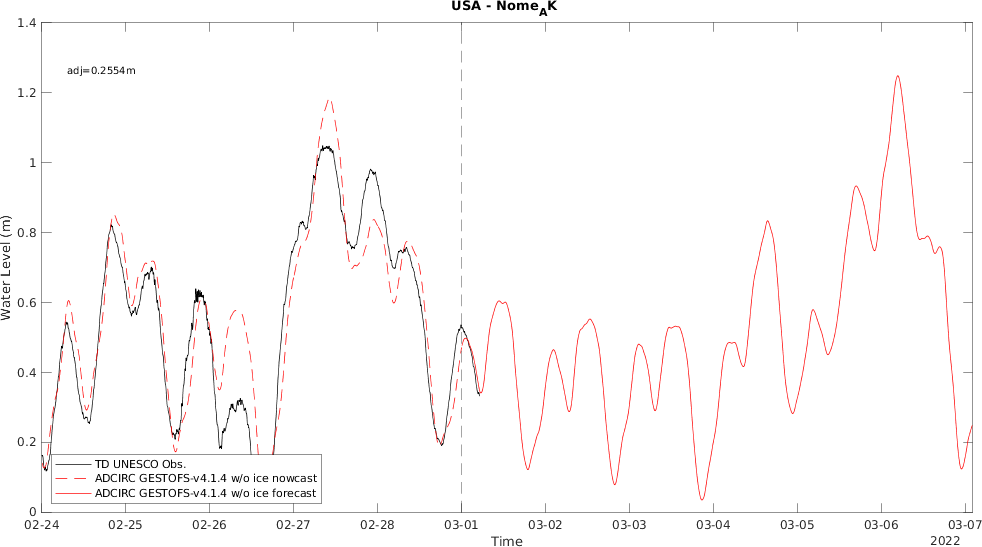 USA - Nome_AK
adj=0.2554m
1.4
1.2
1
0.8
0.6
0.4
0.2
0
Water Level (m)
TD UNESCO Obs.
ADCIRC GESTOFS-v4.1.4 w/o ice nowcast
ADCIRC GESTOFS-v4.1.4 w/o ice forecast
02-24 02-25 02-26 02-27 02-28 03-01 03-02 03-03 03-04 03-05 03-06 03-07
Time
2022